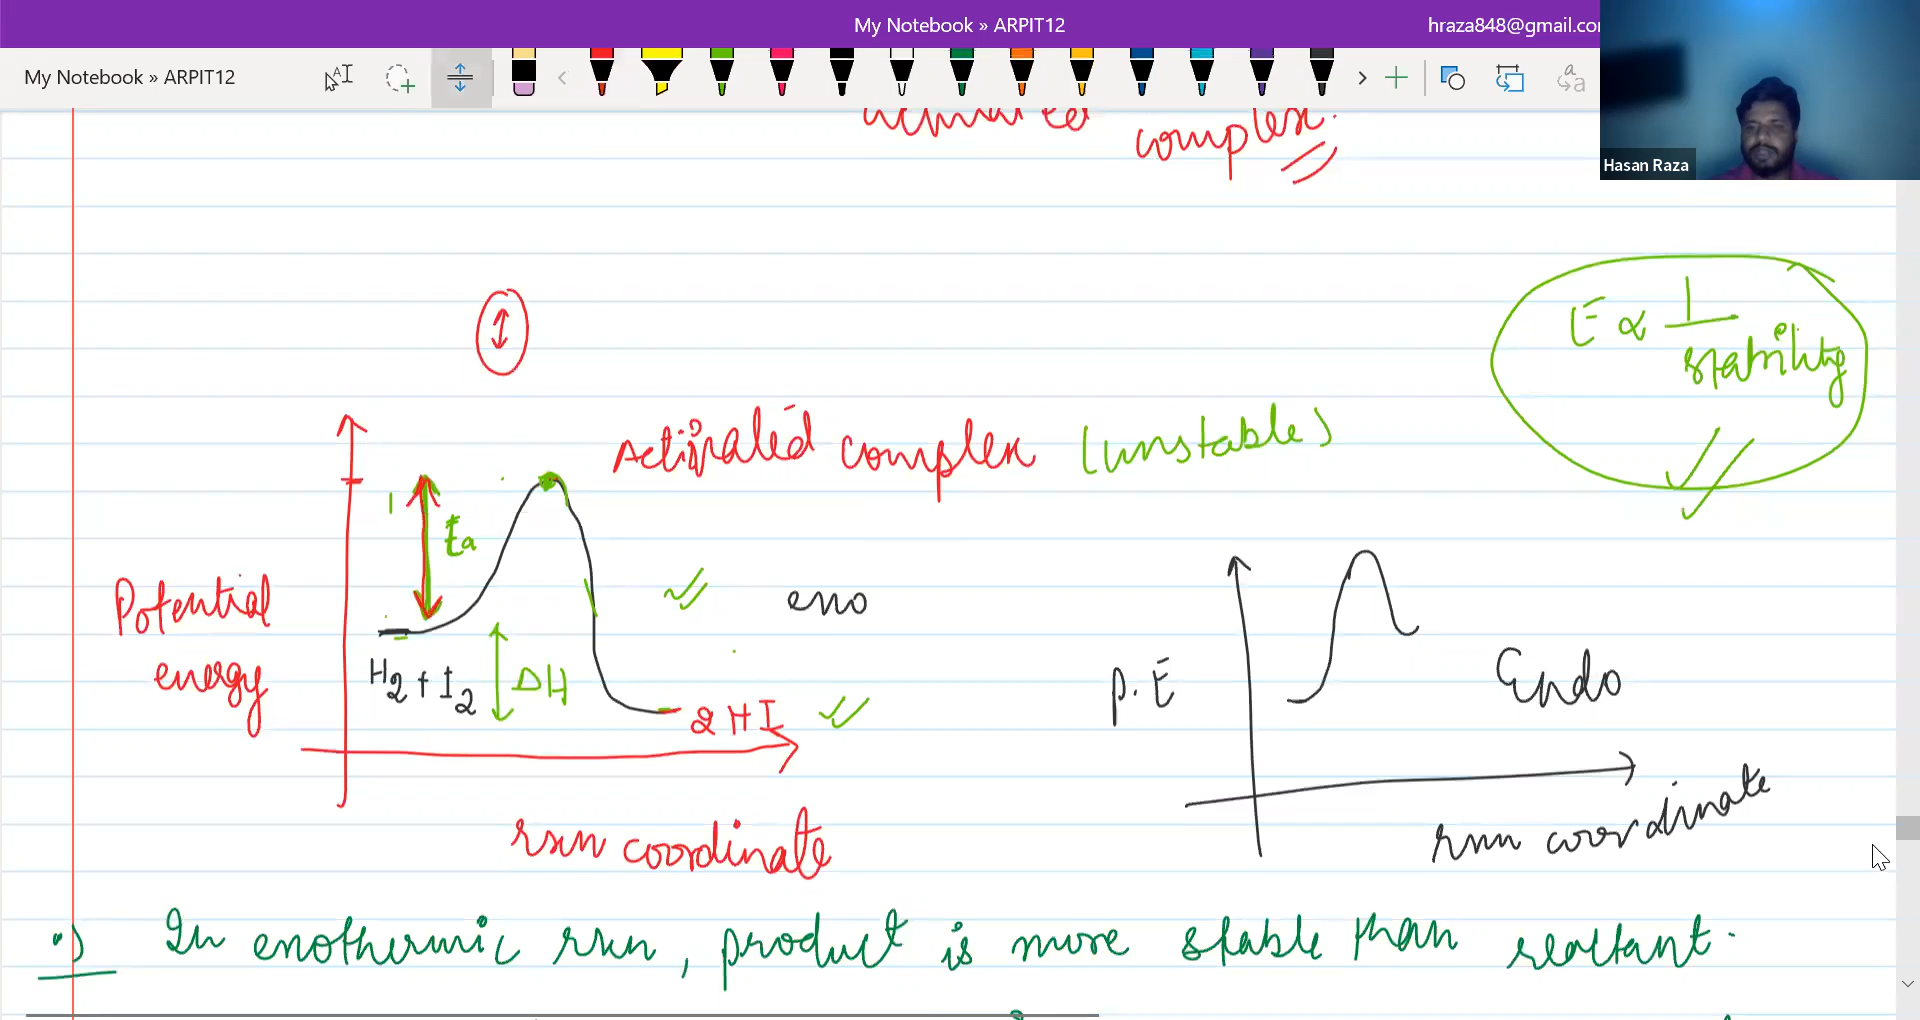 My Notebook » ARPIT12
hraza848@gmail.co
My Notebook » ARPIT12
Hasan Raza
complex.
E ∝ 1/stability
Activated complex (unstable)
Ea
Potential energy
exo
H2 + I2
ΔH
2HI
P.E
Endo
rxn coordinate
rxn coordinate
•) In exothermic rxn, product is more stable than reactant.